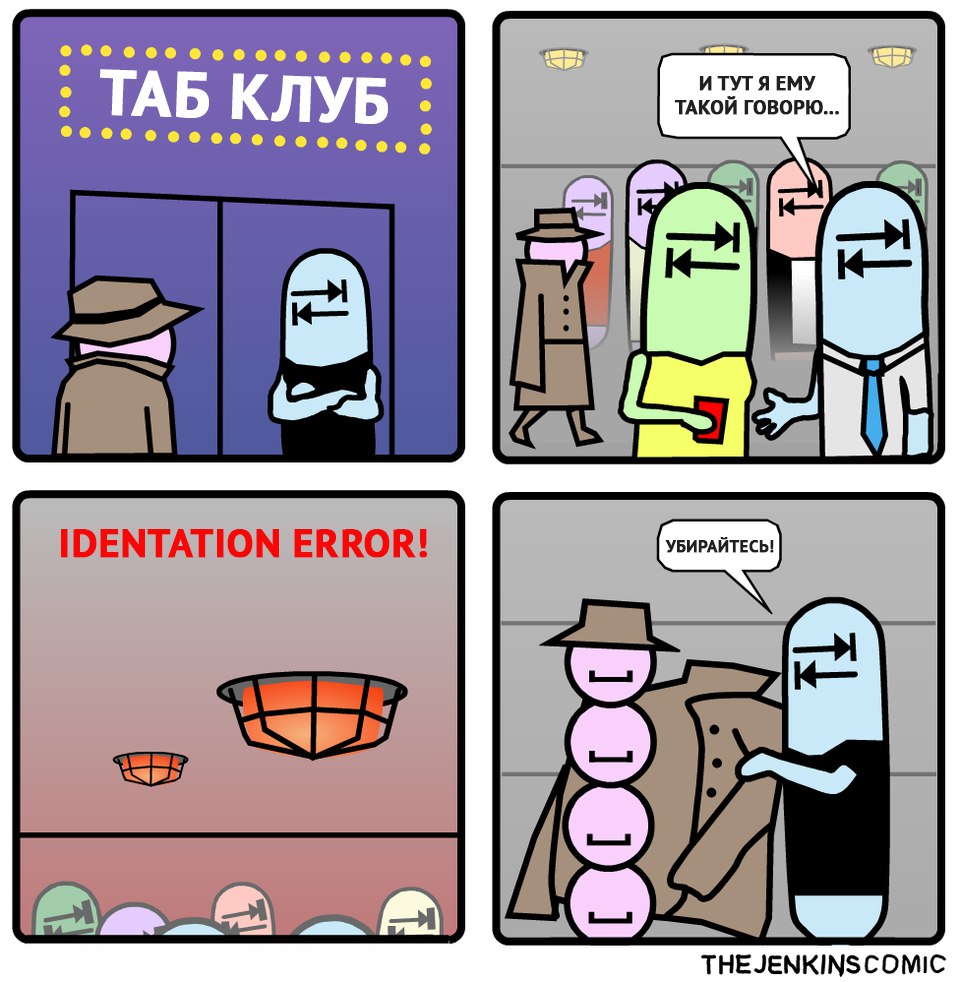 ТАБ КЛУБ
И ТУТ Я ЕМУ
ТАКОЙ ГОВОРЮ...
IDENTATION ERROR!
УБИРАЙТЕСЬ!
THEJENKINSCOMIC